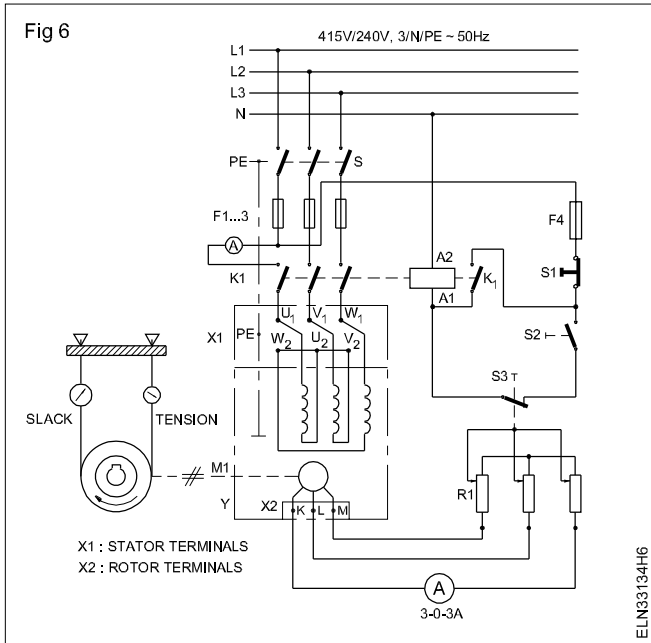 Fig 6
415V/240V, 3/N/PE ~ 50Hz
L1
L2
L3
N
PE
S
F1...3
F4
A
A2
K1
K1
S1
A1
U1 V1 W1
X1
PE
W2 U2 V2
S2
S3
SLACK
TENSION
M1
R1
Y
X2
K L M
X1 : STATOR TERMINALS
X2 : ROTOR TERMINALS
A
3-0-3A
ELN33134H6